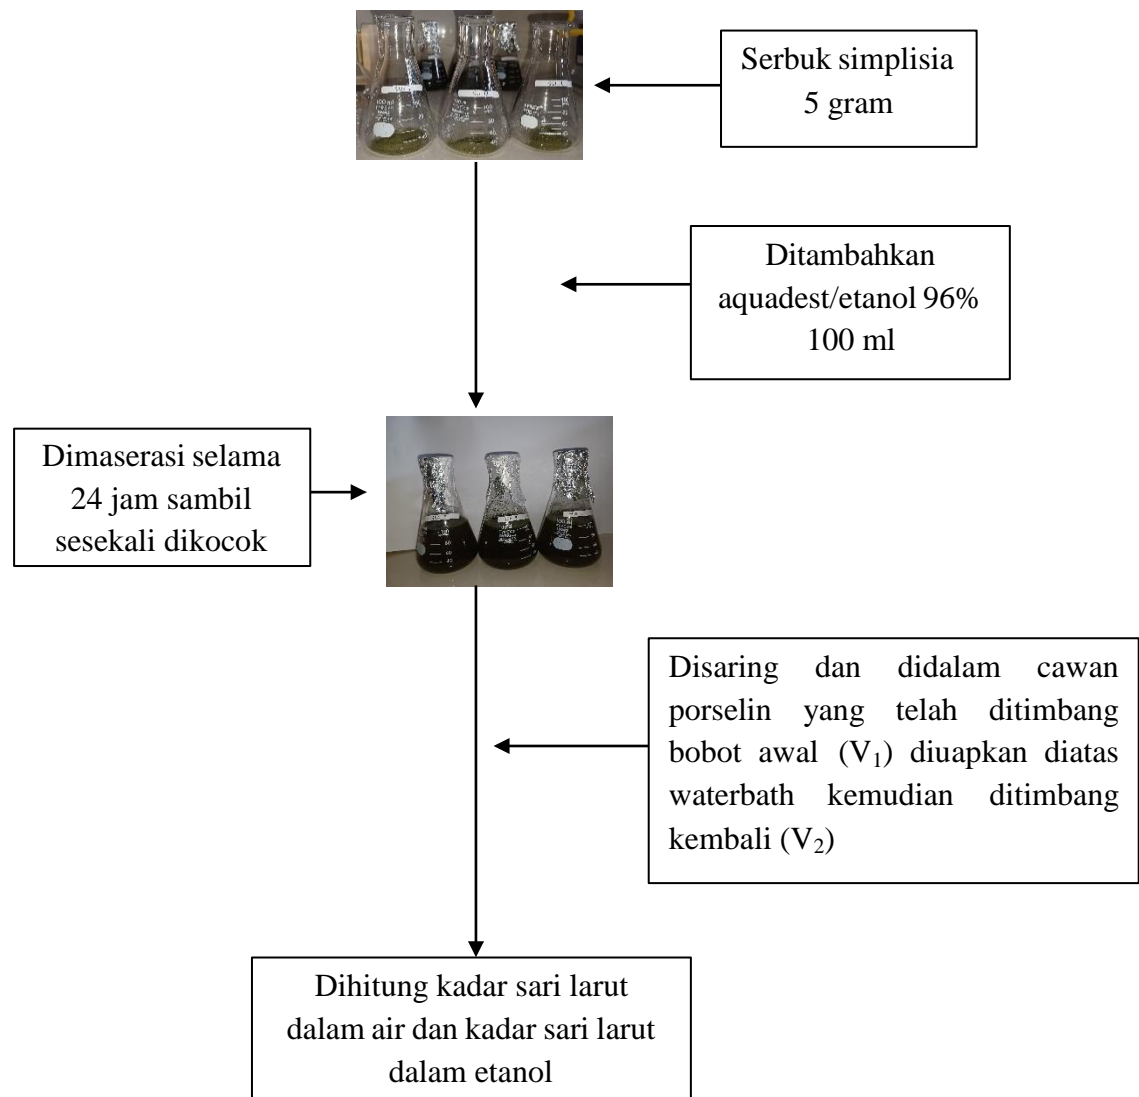 Serbuk simplisia
5 gram
Ditambahkan
aquadest/etanol 96%
100 ml
Dimaserasi selama
24 jam sambil
sesekali dikocok
Disaring dan didalam cawan
porselin yang telah ditimbang
bobot awal (V₁) diuapkan diatas
waterbath kemudian ditimbang
kembali (V₂)
Dihitung kadar sari larut
dalam air dan kadar sari larut
dalam etanol